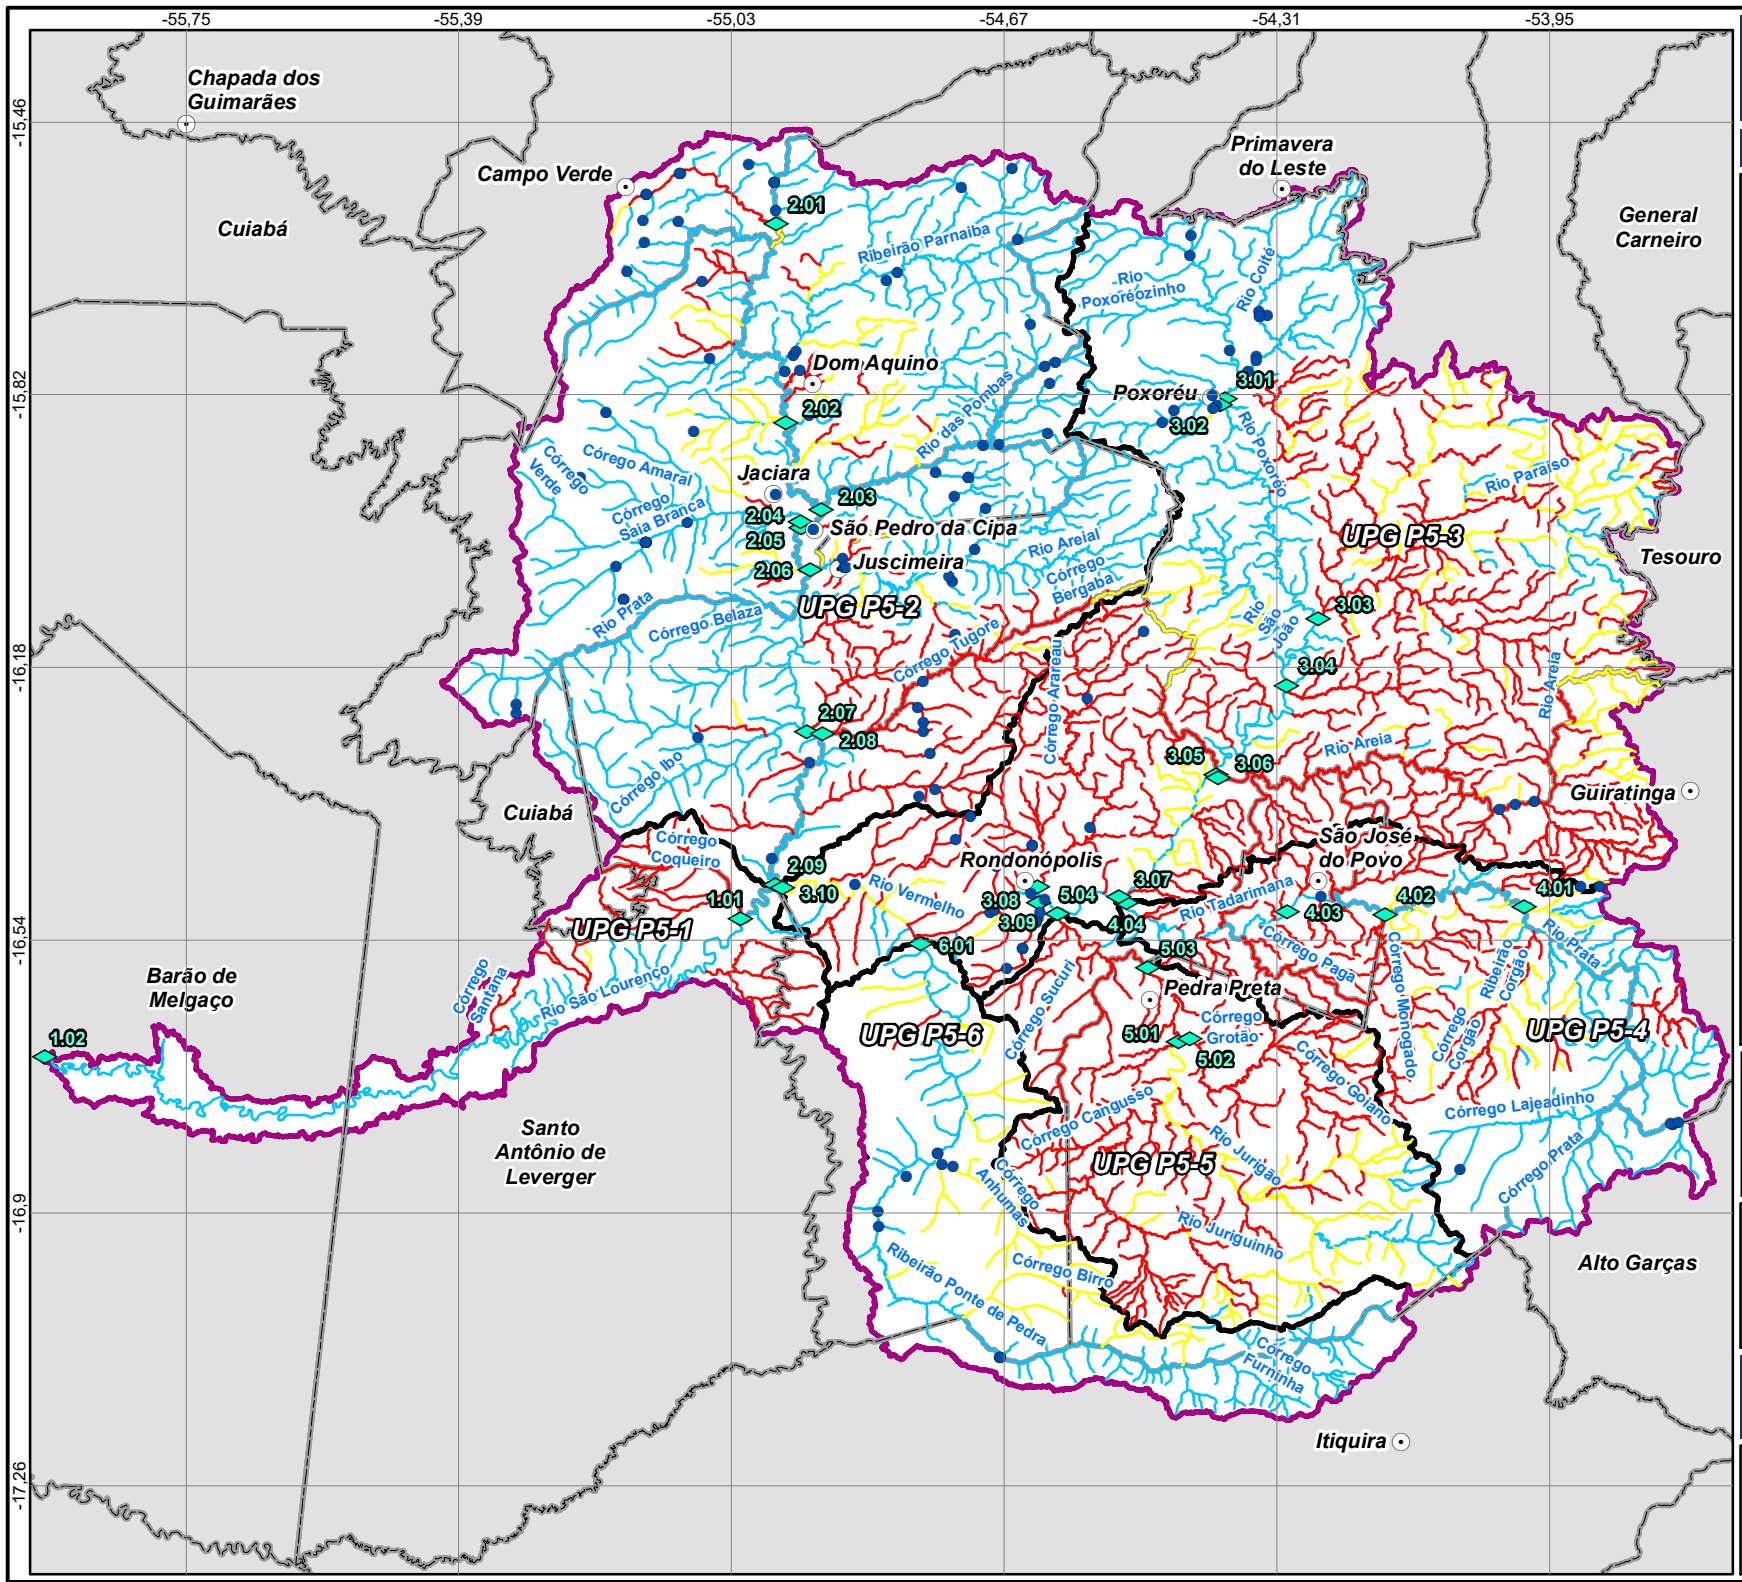 -55,75
-55,39
-55,03
-54,67
-54,31
-53,95
-15,46
-15,82
-16,18
-16,54
-16,9
-17,26
Chapada dos
Guimarães
Campo Verde
Cuiabá
Primavera
do Leste
General
Carneiro
2.01
Ribeirão Parnaiba
Rio
Poxoréozinho
Rio Coité
Dom Aquino
2.02
Poxoréu
3.01
3.02
Rio das Pombas
Rio Poxoréo
Jaciara
Córego Amaral
Córrego
Verde
Córrego
Saia Branca
2.03
2.04
2.05
São Pedro da Cipa
Rio Paraíso
UPG P5-3
Rio Areial
Tesouro
2.06
Juscimeira
Córrego
Bergaba
UPG P5-2
Rio Prata
Córrego Belaza
Rio
São
João
3.03
Córrego Tugore
Córrego Arareau
3.04
Rio Areia
2.07
2.08
Rio Areia
3.05
3.06
Córrego Ibo
Guiratinga
Cuiabá
Córrego
Coqueiro
Rondonópolis
São José
do Povo
2.09
3.10
Rio Vermelho
3.07
3.08
3.09
5.04
4.04
Rio Tadarimana
4.03
4.02
4.01
1.01
UPG P5-1
6.01
5.03
Córrego Paga
Rio Prata
Barão de
Melgaço
Córrego
Santana
Rio São Lourenço
Córrego Sucuri
Pedra Preta
Córrego Monogado
Ribeirão
Corgão
Córrego
Corgão
UPG P5-4
UPG P5-6
5.01
5.02
Córrego
Grotão
1.02
Córrego Goiano
Córrego Lajeadinho
Santo
Antônio de
Leverger
Córrego Cangusso
UPG P5-5
Rio Jurigão
Córrego Prata
Córrego
Anhumas
Rio Juriguinho
Ribeirão Ponte de Pedra
Córrego Birro
Alto Garças
Córrego
Furninha
Itiquira